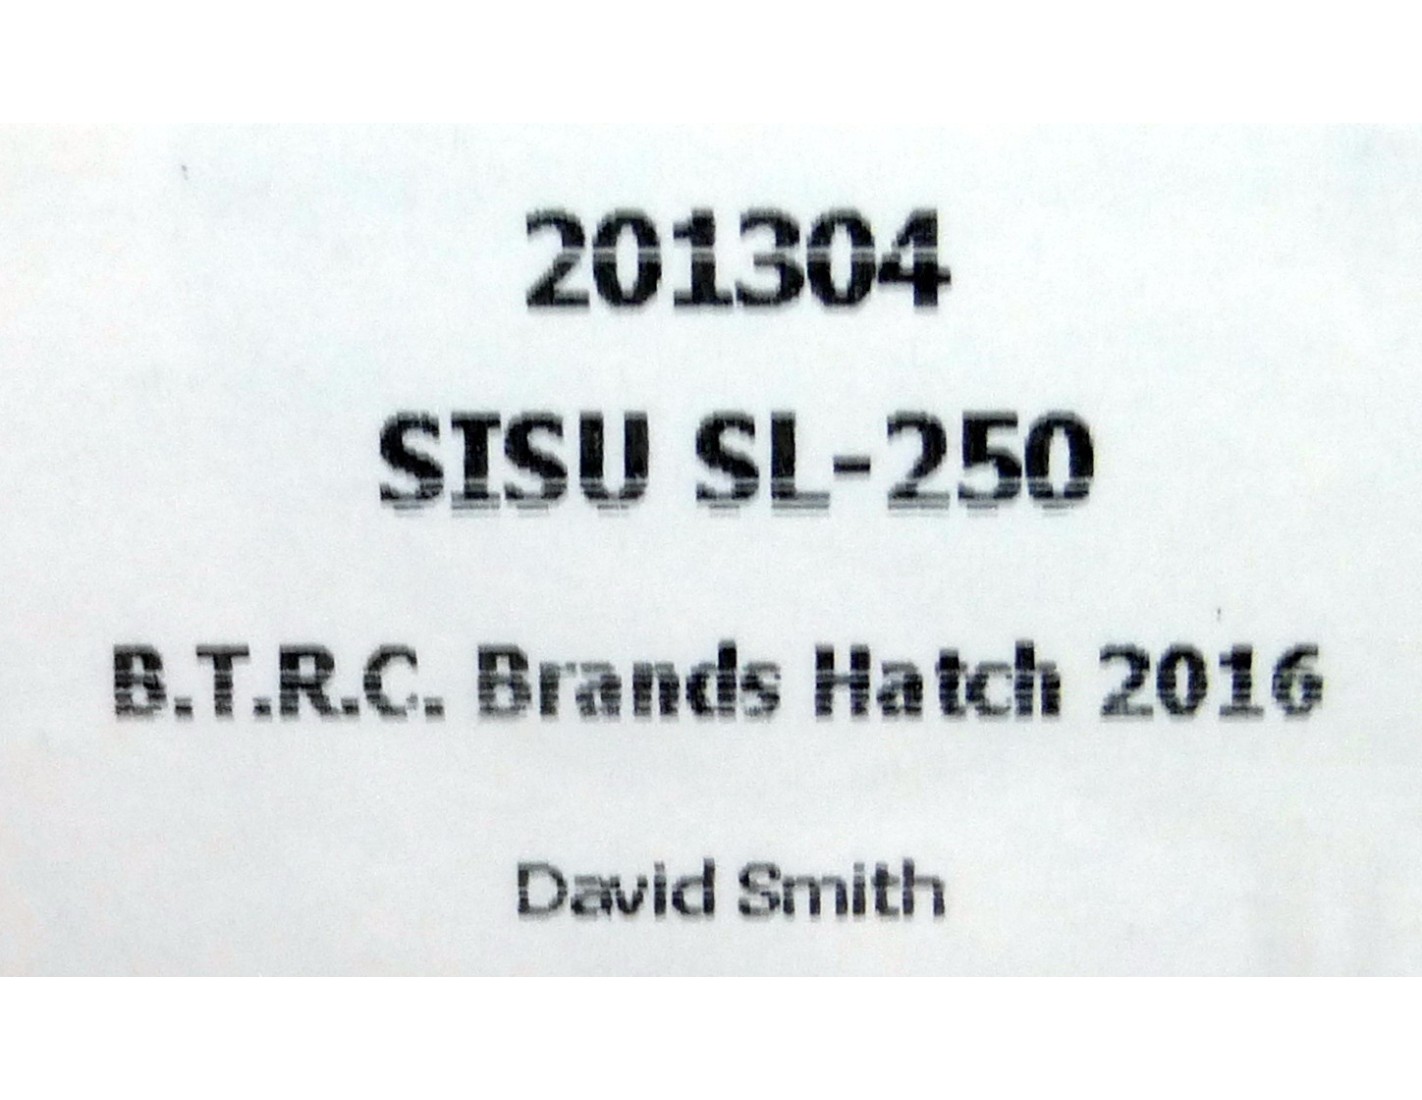 201304
SISU SL-250
B.T.R.C. Brands Hatch 2016
David Smith